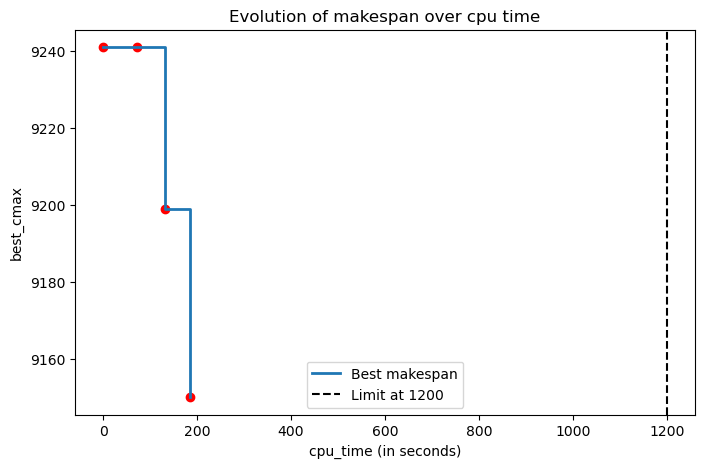 Evolution of makespan over cpu time
best_cmax
9240
9220
9200
9180
9160
Best makespan
Limit at 1200
0 200 400 600 800 1000 1200
cpu_time (in seconds)